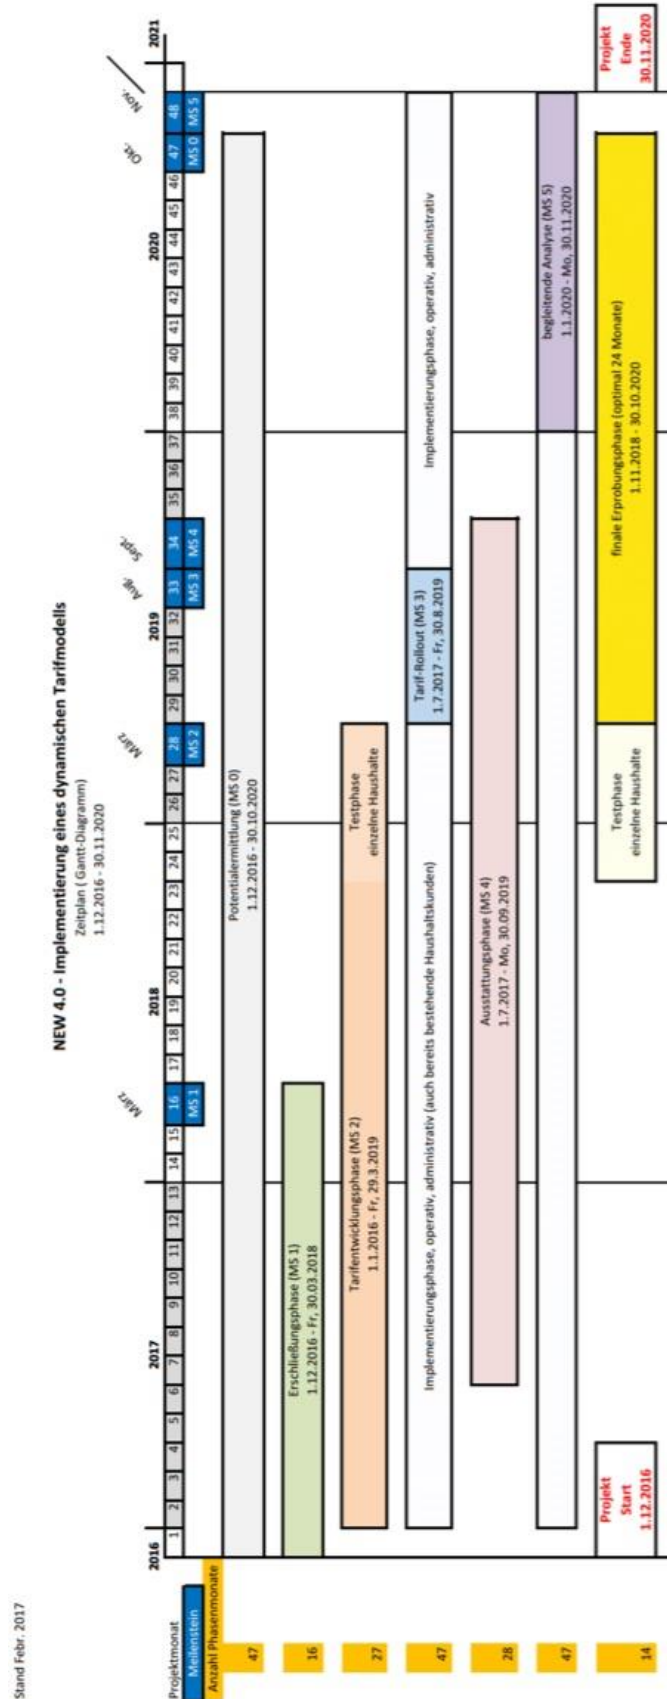 Stand Febr. 2017
NEW 4.0 - Implementierung eines dynamischen Tarifmodells
Zeitplan ( Gantt-Diagramm)
1.12.2016 - 30.11.2020
März März Aug. Sept. Okt. Nov.
2016 2017 2018 2019 2020 2021
Projektmonat 1 2 3 4 5 6 7 8 9 10 11 12 13 14 15 16 17 18 19 20 21 22 23 24 25 26 27 28 29 30 31 32 33 34 35 36 37 38 39 40 41 42 43 44 45 46 47 48
Meilenstein MS 1 MS 2 MS 3 MS 4 MS 0 MS 5
Anzahl Phasenmonate
47
Potentialermittlung (MS 0)
1.12.2016 - 30.10.2020
16
Erschließungsphase (MS 1)
1.12.2016 - Fr, 30.03.2018
27
Tarifentwicklungsphase (MS 2)
1.1.2016 - Fr, 29.3.2019
Testphase
einzelne Haushalte
47
Implementierungsphase, operativ, administrativ (auch bereits bestehende Haushaltskunden)
Tarif-Rollout (MS 3)
1.7.2017 - Fr, 30.8.2019
Implementierungsphase, operativ, administrativ
28
Ausstattungsphase (MS 4)
1.7.2017 - Mo, 30.09.2019
47
begleitende Analyse (MS 5)
1.1.2020 - Mo, 30.11.2020
14
Projekt
Start
1.12.2016
Testphase
einzelne Haushalte
finale Erprobungsphase (optimal 24 Monate)
1.11.2018 - 30.10.2020
Projekt
Ende
30.11.2020